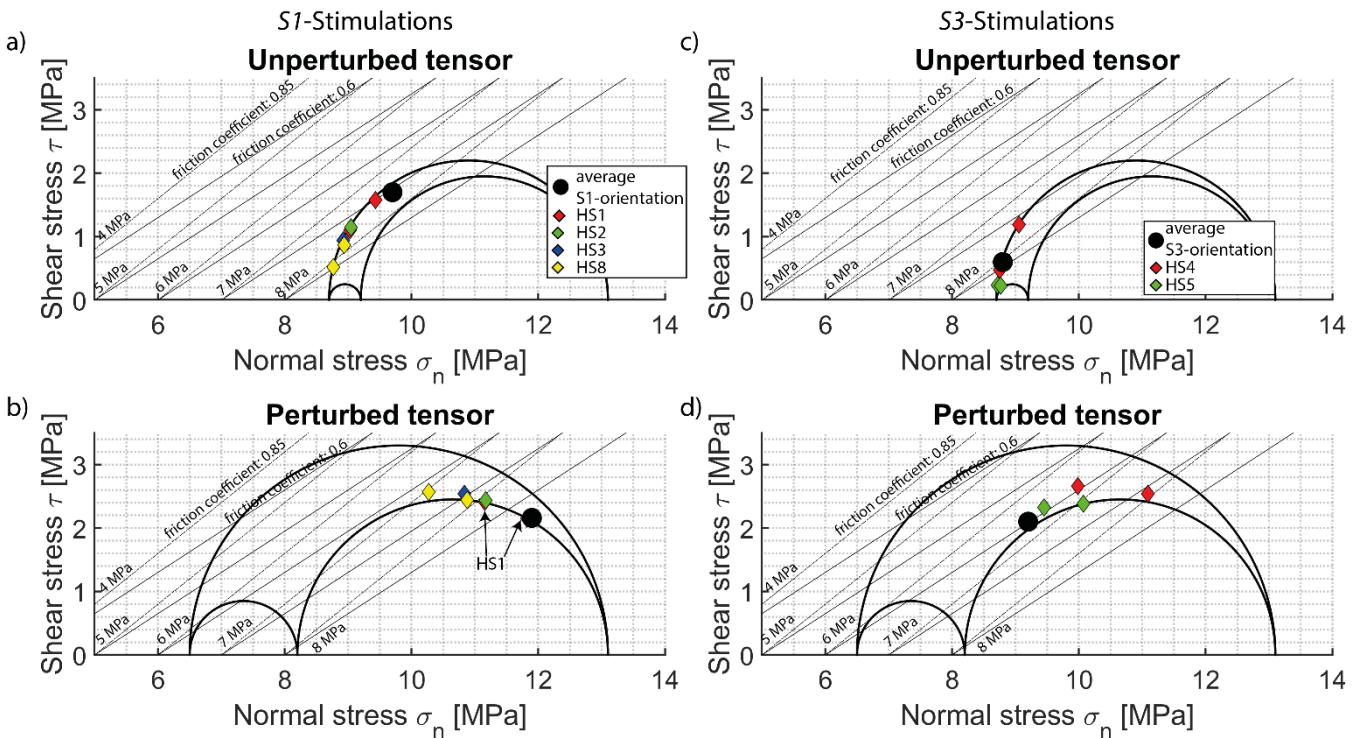 S1-Stimulations
S3-Stimulations
a)
Unperturbed tensor
Shear stress τ [MPa]
3
2
1
0
friction coefficient: 0.85
friction coefficient: 0.6
4 MPa
5 MPa
6 MPa
7 MPa
8 MPa
average
S1-orientation
HS1
HS2
HS3
HS8
6
8
10
12
14
Normal stress σn [MPa]
c)
Unperturbed tensor
Shear stress τ [MPa]
3
2
1
0
friction coefficient: 0.85
friction coefficient: 0.6
4 MPa
5 MPa
6 MPa
7 MPa
8 MPa
average
S3-orientation
HS4
HS5
6
8
10
12
14
Normal stress σn [MPa]
b)
Perturbed tensor
Shear stress τ [MPa]
3
2
1
0
friction coefficient: 0.85
friction coefficient: 0.6
4 MPa
5 MPa
6 MPa
7 MPa
8 MPa
HS1
6
8
10
12
14
Normal stress σn [MPa]
d)
Perturbed tensor
Shear stress τ [MPa]
3
2
1
0
friction coefficient: 0.85
friction coefficient: 0.6
4 MPa
5 MPa
6 MPa
7 MPa
8 MPa
6
8
10
12
14
Normal stress σn [MPa]